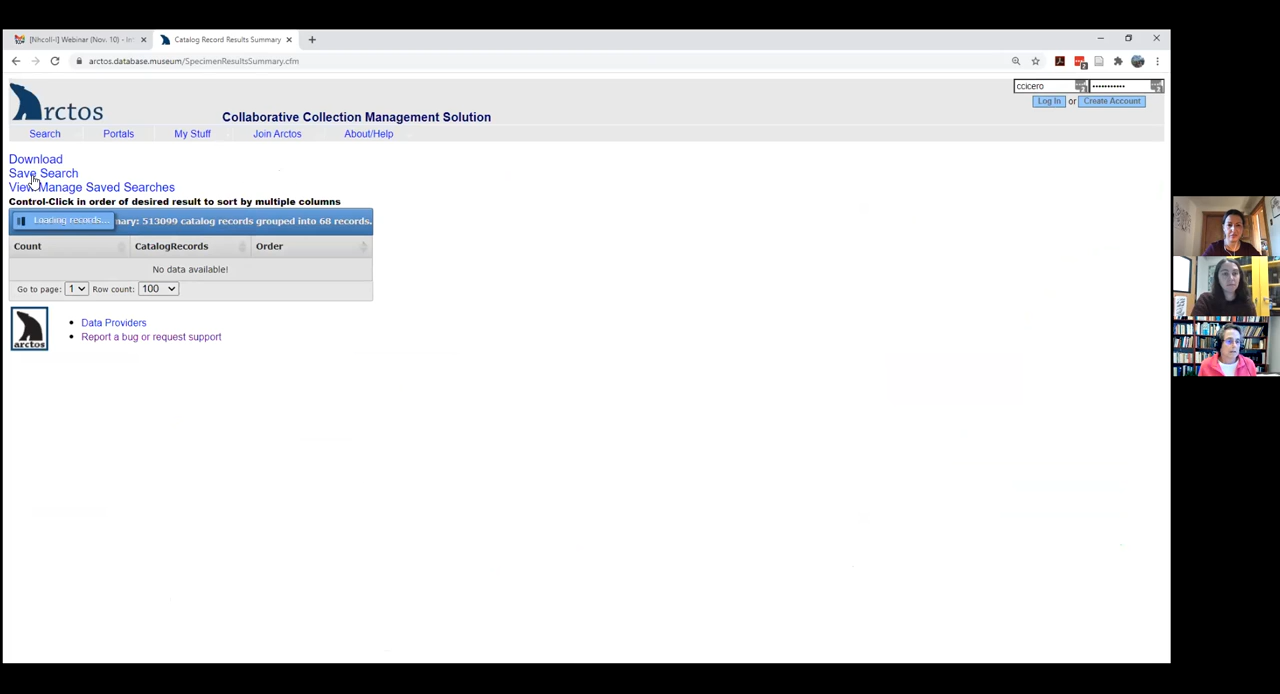 [Nhcoll-l] Webinar (Nov. 10) - In
Catalog Record Results Summary
arctos.database.museum/SpecimenResultsSummary.cfm
arctos
Collaborative Collection Management Solution
ccicero ••••••••••••
Log In or Create Account
Search Portals My Stuff Join Arctos About/Help
Download
Save Search
View Manage Saved Searches
Control-Click in order of desired result to sort by multiple columns
Loading records... mary: 513099 catalog records grouped into 68 records.
Count CatalogRecords Order
No data available!
Go to page: 1 Row count: 100
arctos
Data Providers
Report a bug or request support